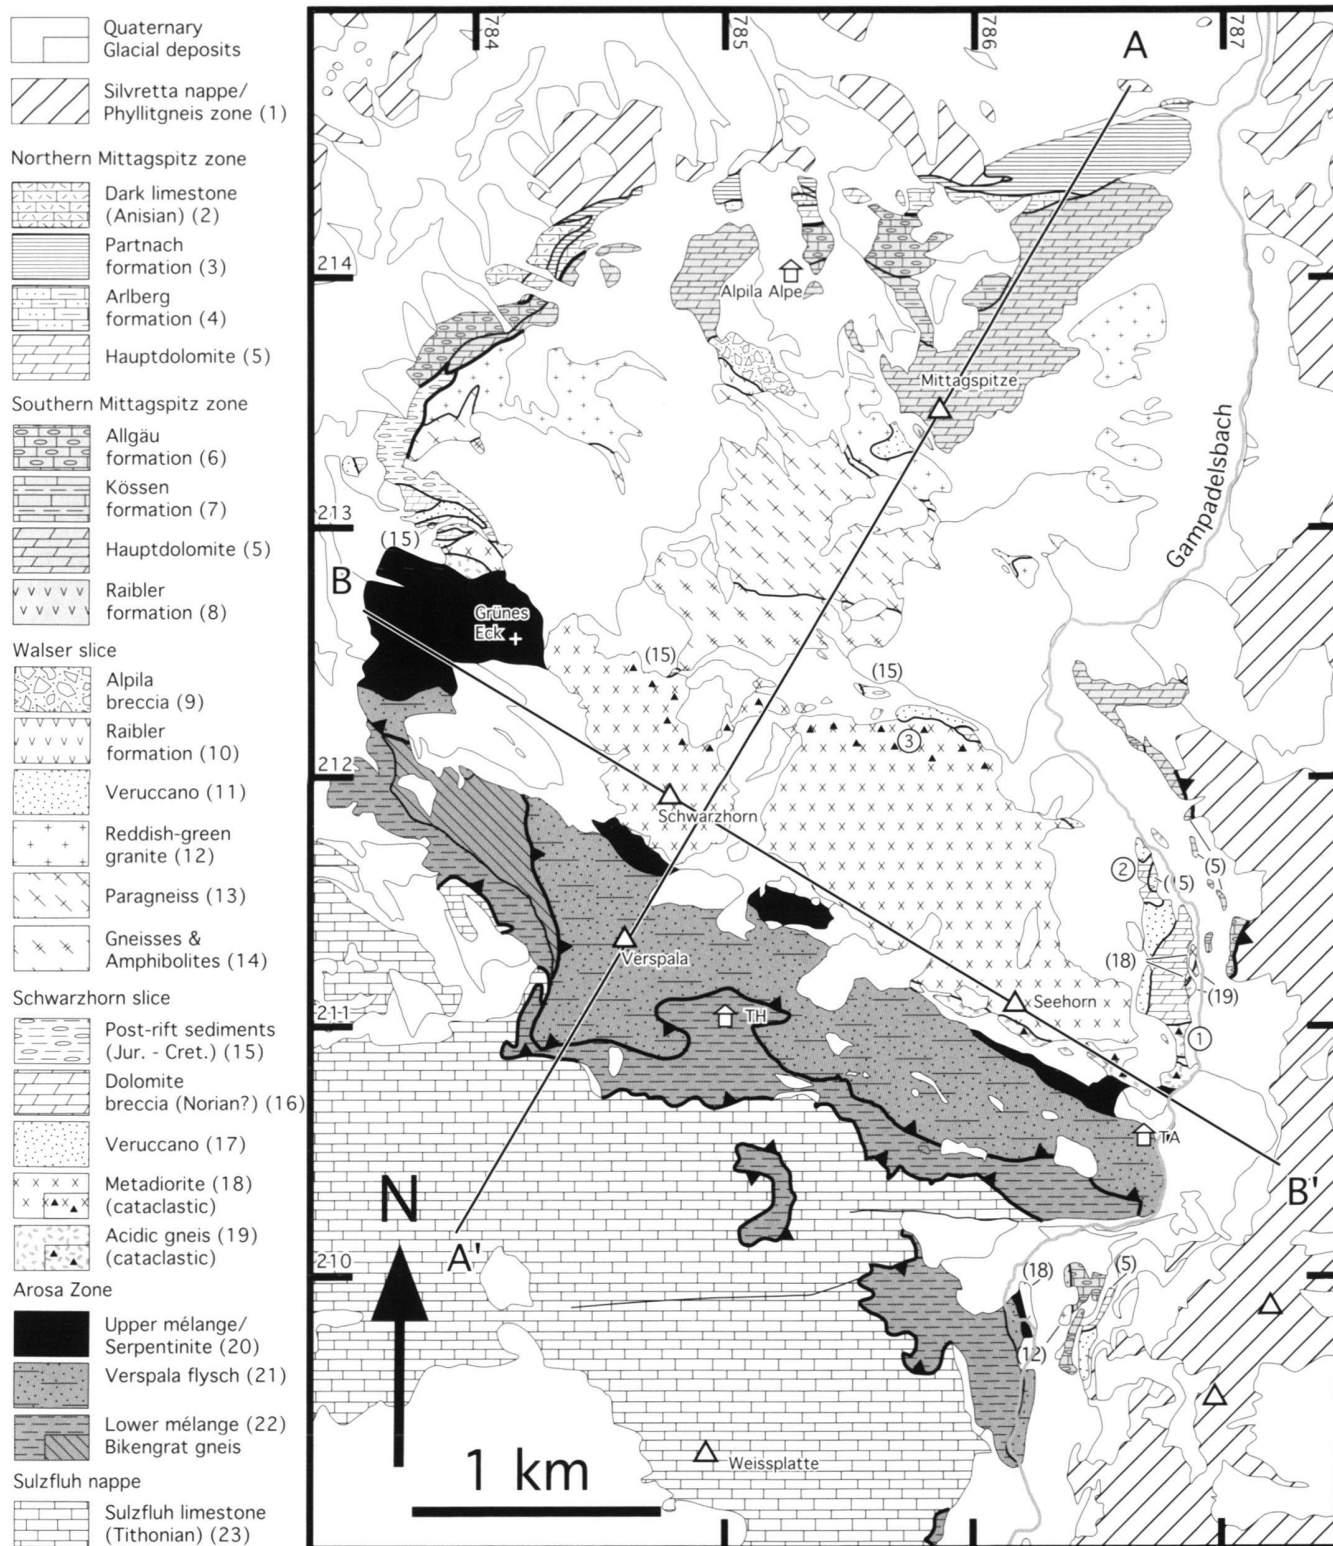 Quaternary
Glacial deposits
Silvretta nappe/
Phyllitgneis zone (1)
Northern Mittagspitz zone
Dark limestone
(Anisian) (2)
Partnach
formation (3)
Arlberg
formation (4)
Hauptdolomite (5)
Southern Mittagspitz zone
Allgäu
formation (6)
Kössen
formation (7)
Hauptdolomite (5)
Raibler
formation (8)
Walser slice
Alpila
breccia (9)
Raibler
formation (10)
Veruccano (11)
Reddish-green
granite (12)
Paragneiss (13)
Gneisses &
Amphibolites (14)
Schwarzhorn slice
Post-rift sediments
(Jur. - Cret.) (15)
Dolomite
breccia (Norian?) (16)
Veruccano (17)
Metadiorite (18)
(cataclastic)
Acidic gneis (19)
(cataclastic)
Arosa Zone
Upper mélange/
Serpentinite (20)
Verspala flysch (21)
Lower mélange (22)
Bikengrat gneis
Sulzfluh nappe
Sulzfluh limestone
(Tithonian) (23)
784
785
786
787
A
214
Alpila Alpe
Mittagspitze
Gampadelsbach
213
(15)
B
Grünes
Eck
(15)
(15)
3
212
Schwarzhorn
2
(15)
(5)
Verspala
(18)
(19)
Seehorn
211
TH
1
TA
N
B'
A'
210
(18)
(5)
(12)
Weissplatte
1 km